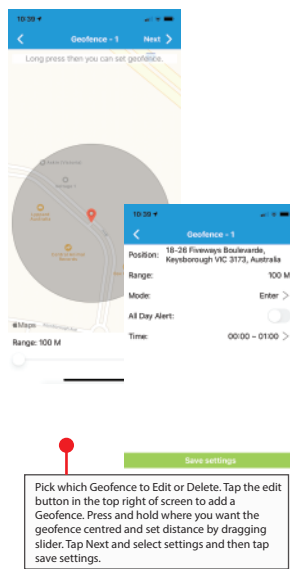 10:39
Geofence - 1 Next
Long press then you can set geofence.
Maps
Range: 100 M
10:39
Geofence - 1
Position: 18-26 Fiveways Boulevarde,
Keysborough VIC 3173, Australia
Range: 100 M
Mode: Enter
All Day Alert:
Time: 00:00 ~ 01:00
Save settings
Pick which Geofence to Edit or Delete. Tap the edit
button in the top right of screen to add a
Geofence. Press and hold where you want the
geofence centred and set distance by dragging
slider. Tap Next and select settings and then tap
save settings.